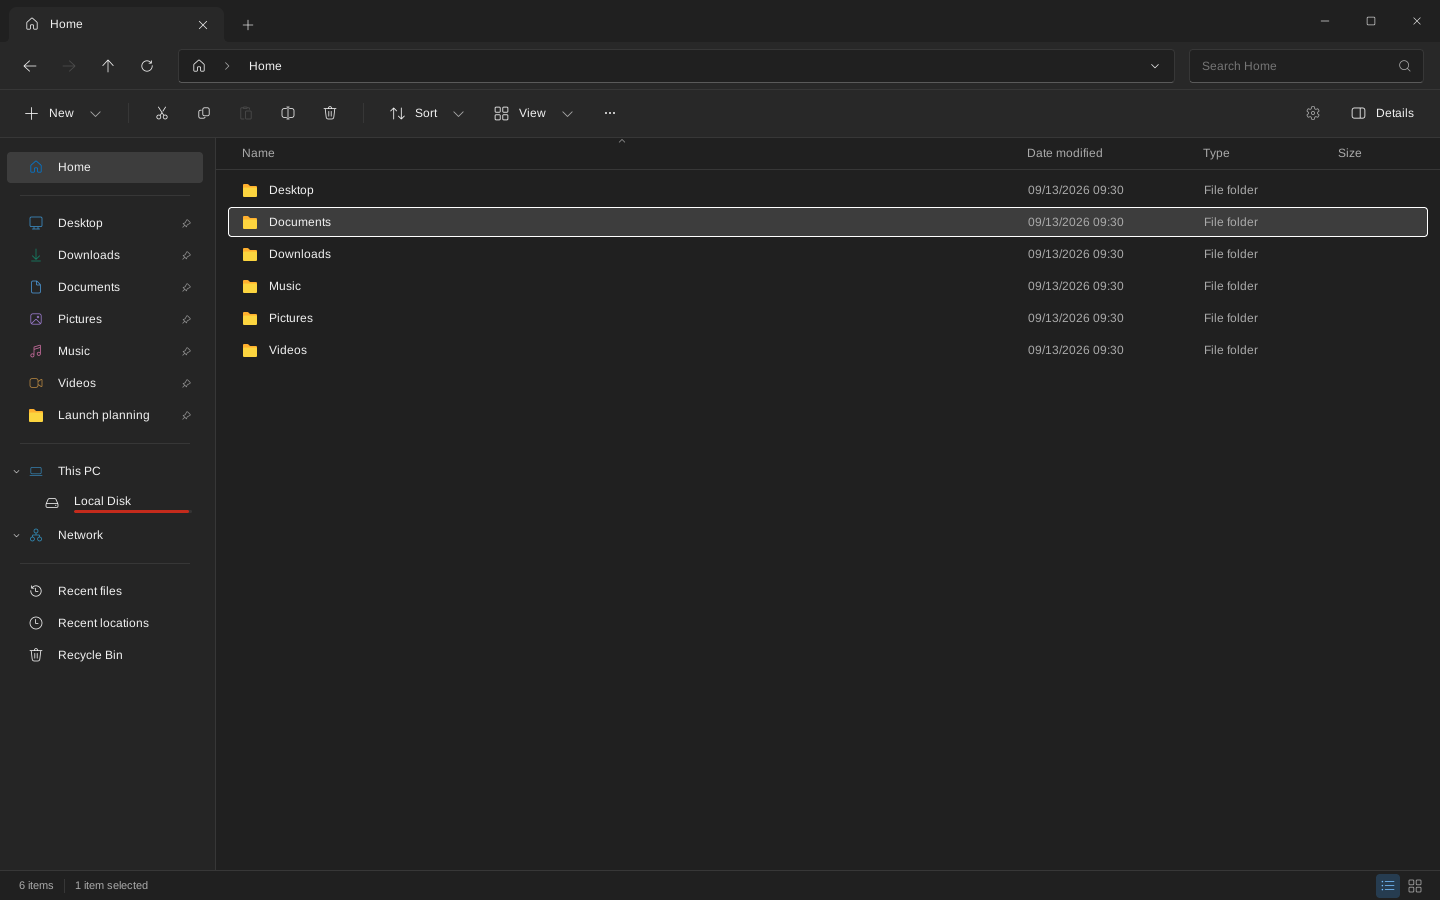 Home
Home
Search Home
New
Sort
View
Details
Home
Desktop
Downloads
Documents
Pictures
Music
Videos
Launch planning
This PC
Local Disk
Network
Recent files
Recent locations
Recycle Bin
Name Date modified Type Size
Desktop 09/13/2026 09:30 File folder
Documents 09/13/2026 09:30 File folder
Downloads 09/13/2026 09:30 File folder
Music 09/13/2026 09:30 File folder
Pictures 09/13/2026 09:30 File folder
Videos 09/13/2026 09:30 File folder
6 items 1 item selected